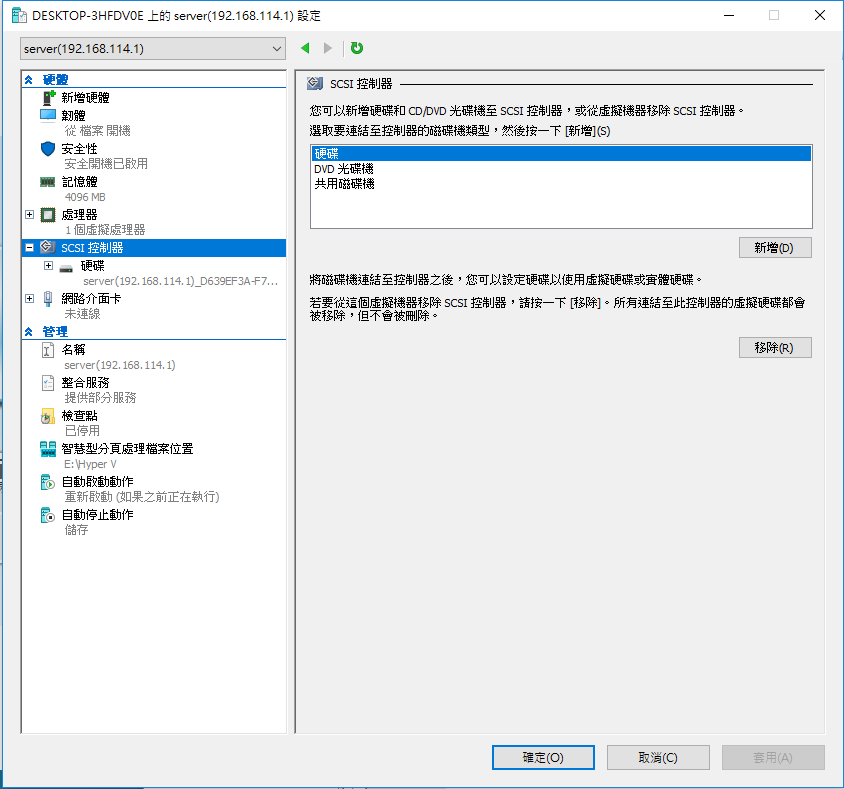 DESKTOP-3HFDV0E 上的 server(192.168.114.1) 設定
server(192.168.114.1)
硬體
新增硬體
韌體
從 檔案 開機
安全性
安全開機已啟用
記憶體
4096 MB
處理器
1 個虛擬處理器
SCSI 控制器
硬碟
server(192.168.114.1)_D639EF3A-F7...
網路介面卡
未連線
管理
名稱
server(192.168.114.1)
整合服務
提供部分服務
檢查點
已停用
智慧型分頁處理檔案位置
E:\Hyper V
自動啟動動作
重新啟動 (如果之前正在執行)
自動停止動作
儲存
SCSI 控制器
您可以新增硬碟和 CD/DVD 光碟機至 SCSI 控制器，或從虛擬機器移除 SCSI 控制器。
選取要連結至控制器的磁碟機類型，然後按一下 [新增](S)
硬碟
DVD 光碟機
共用磁碟機
新增(D)
將磁碟機連結至控制器之後，您可以設定硬碟以使用虛擬硬碟或實體硬碟。
若要從這個虛擬機器移除 SCSI 控制器，請按一下 [移除]。所有連結至此控制器的虛擬硬碟都會
被移除，但不會被刪除。
移除(R)
確定(O)
取消(C)
套用(A)